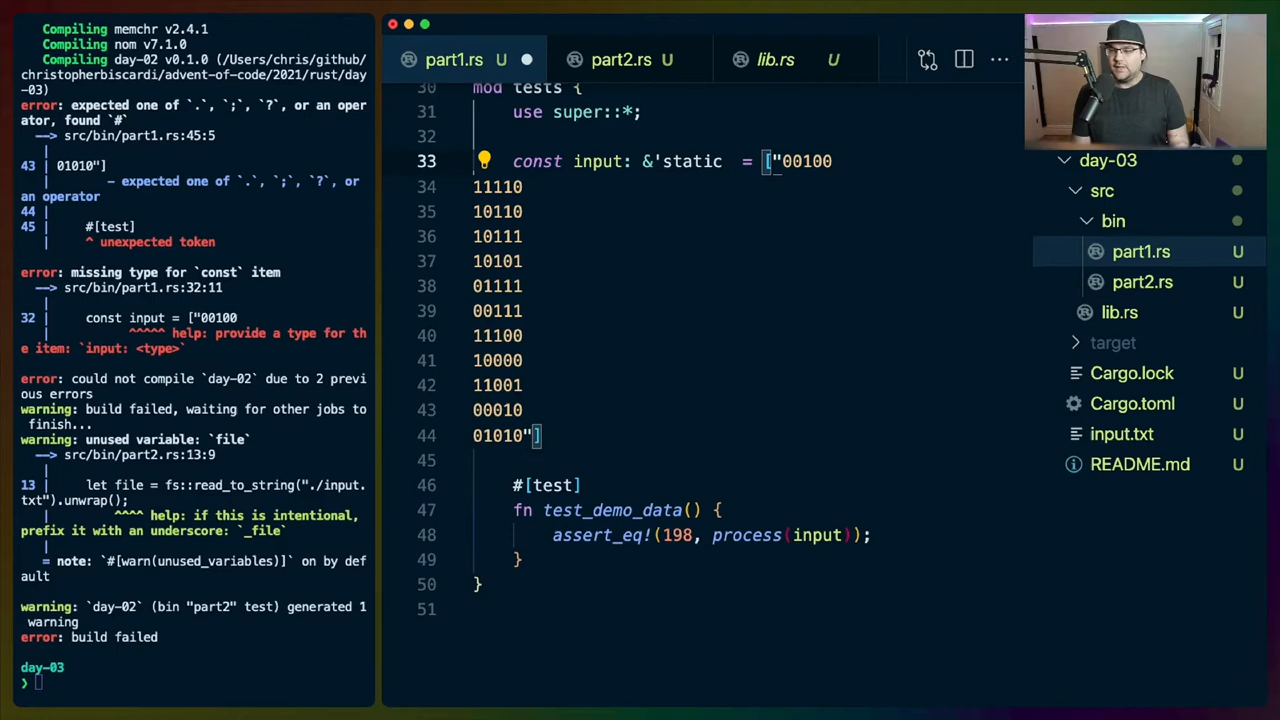 Compiling memchr v2.4.1
Compiling nom v7.1.0
Compiling day-02 v0.1.0 (/Users/chris/github/
christopherbiscardi/advent-of-code/2021/rust/day
-03)
error: expected one of `.`, `;`, `?`, or an oper
ator, found `#`
--> src/bin/part1.rs:45:5
|
43 | 01010"]
| - expected one of `.`, `;`, `?`, or
an operator
44 |
45 | #[test]
| ^ unexpected token
error: missing type for `const` item
--> src/bin/part1.rs:32:11
|
32 | const input = ["00100
| ^^^^^ help: provide a type for th
e item: `input: <type>`
error: could not compile `day-02` due to 2 previ
ous errors
warning: build failed, waiting for other jobs to
finish...
warning: unused variable: `file`
--> src/bin/part2.rs:13:9
|
13 | let file = fs::read_to_string("./input.
txt").unwrap();
| ^^^^ help: if this is intentional,
prefix it with an underscore: `_file`
|
= note: `#[warn(unused_variables)]` on by def
ault
warning: `day-02` (bin "part2" test) generated 1
warning
error: build failed
day-03
❯
part1.rs U
part2.rs U
lib.rs U
30 mod tests {
31 use super::*;
32
33 const input: &'static  = ["00100
34 11110
35 10110
36 10111
37 10101
38 01111
39 00111
40 11100
41 10000
42 11001
43 00010
44 01010"]
45
46 #[test]
47 fn test_demo_data() {
48 assert_eq!(198, process(input));
49 }
50 }
51
day-03
src
bin
part1.rs U
part2.rs U
lib.rs U
target
Cargo.lock U
Cargo.toml U
input.txt U
README.md U